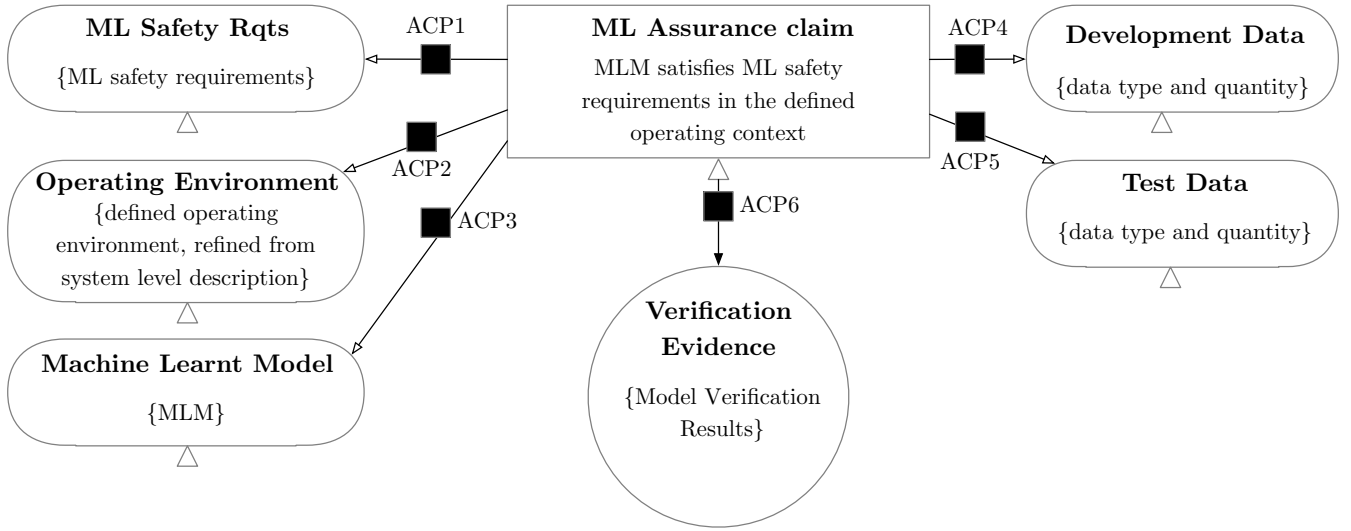 ML Safety Rqts
{ML safety requirements}
ACP1
ML Assurance claim
MLM satisfies ML safety
requirements in the defined
operating context
ACP4
Development Data
{data type and quantity}
ACP2
Operating Environment
{defined operating
environment, refined from
system level description}
ACP3
ACP6
ACP5
Test Data
{data type and quantity}
Machine Learnt Model
{MLM}
Verification
Evidence
{Model Verification
Results}